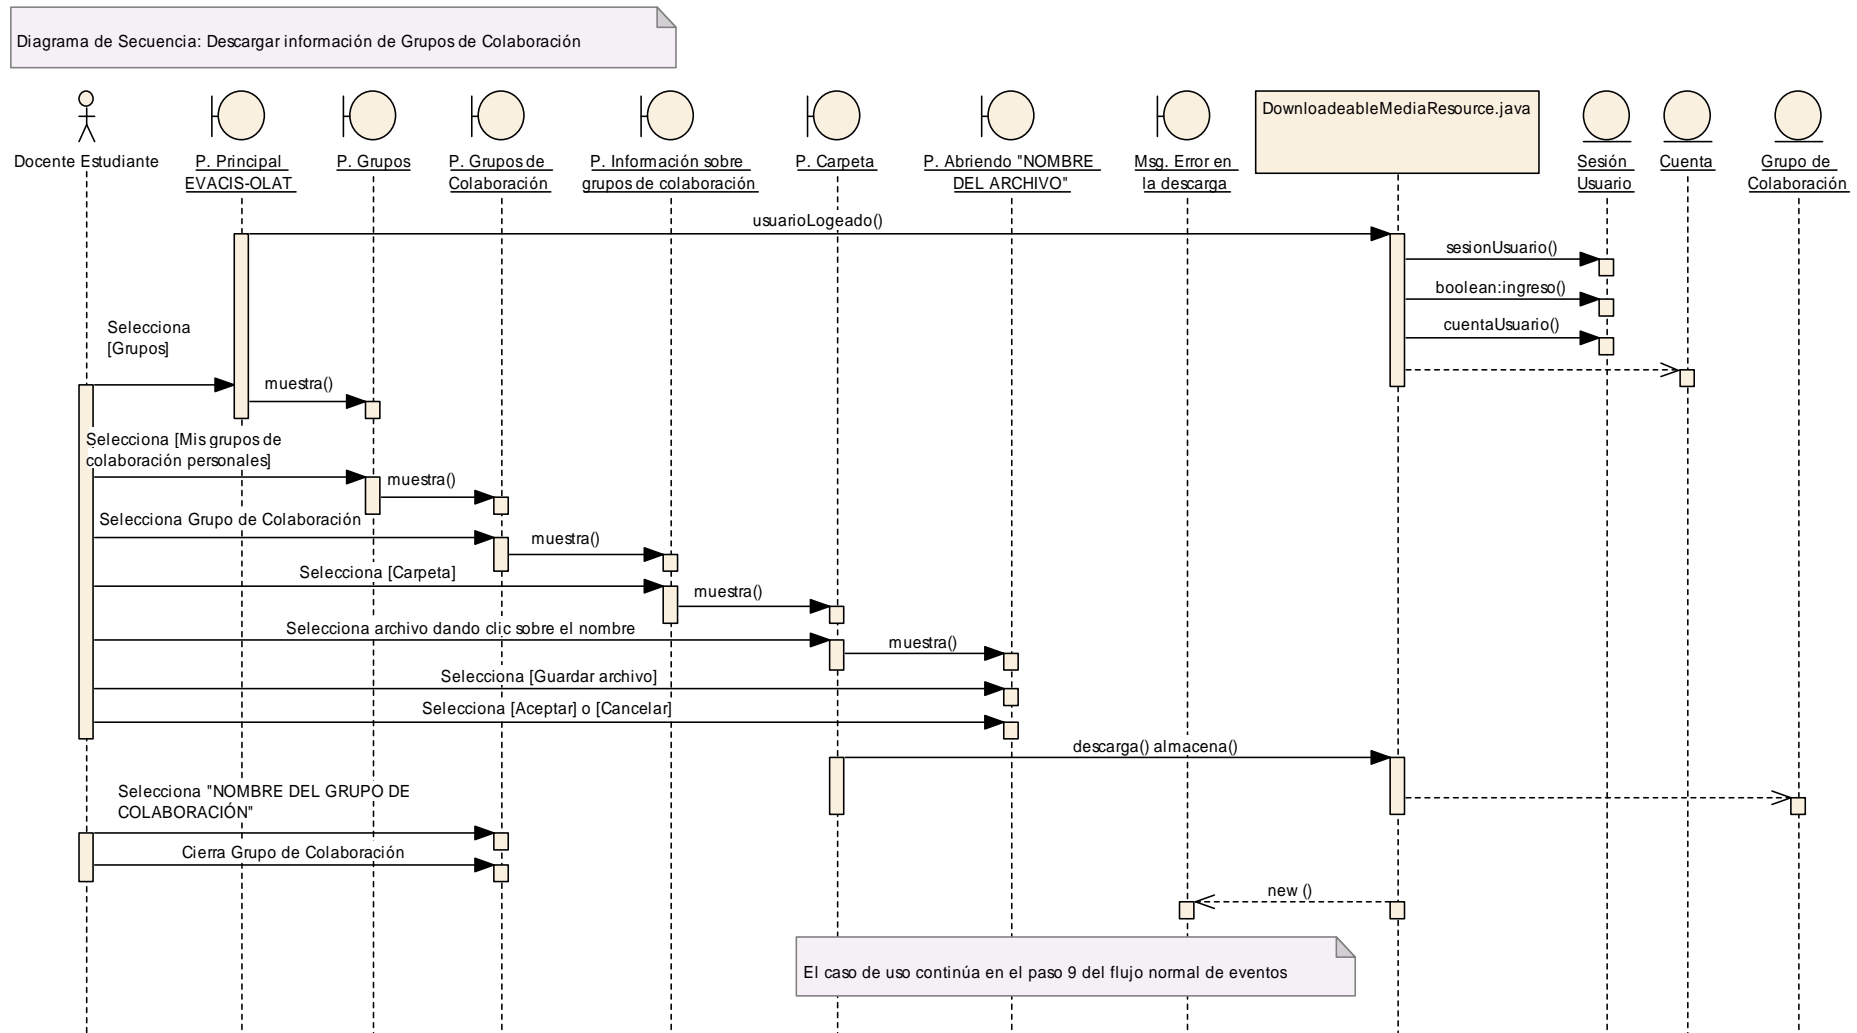 Diagrama de Secuencia: Descargar información de Grupos de Colaboración
Docente Estudiante
P. Principal
EVACIS-OLAT
P. Grupos
P. Grupos de
Colaboración
P. Información sobre
grupos de colaboración
P. Carpeta
P. Abriendo "NOMBRE
DEL ARCHIVO"
Msg. Error en
la descarga
DownloadeableMediaResource.java
Sesión
Usuario
Cuenta
Grupo de
Colaboración
usuarioLogeado()
sesionUsuario()
boolean:ingreso()
cuentaUsuario()
Selecciona
[Grupos]
muestra()
Selecciona [Mis grupos de
colaboración personales]
muestra()
Selecciona Grupo de Colaboración
muestra()
Selecciona [Carpeta]
muestra()
Selecciona archivo dando clic sobre el nombre
muestra()
Selecciona [Guardar archivo]
Selecciona [Aceptar] o [Cancelar]
descarga() almacena()
Selecciona "NOMBRE DEL GRUPO DE
COLABORACIÓN"
Cierra Grupo de Colaboración
new ()
El caso de uso continúa en el paso 9 del flujo normal de eventos